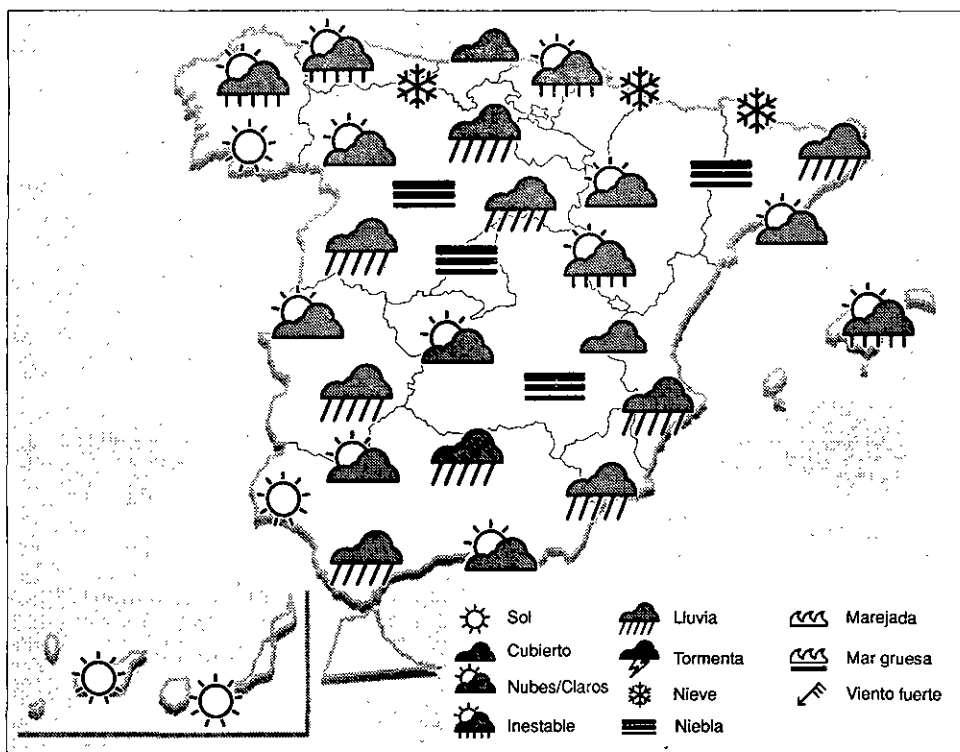 Sol
Cubierto
Nubes/Claros
Inestable
Lluvia
Tormenta
Nieve
Niebla
Marejada
Mar gruesa
Viento fuerte